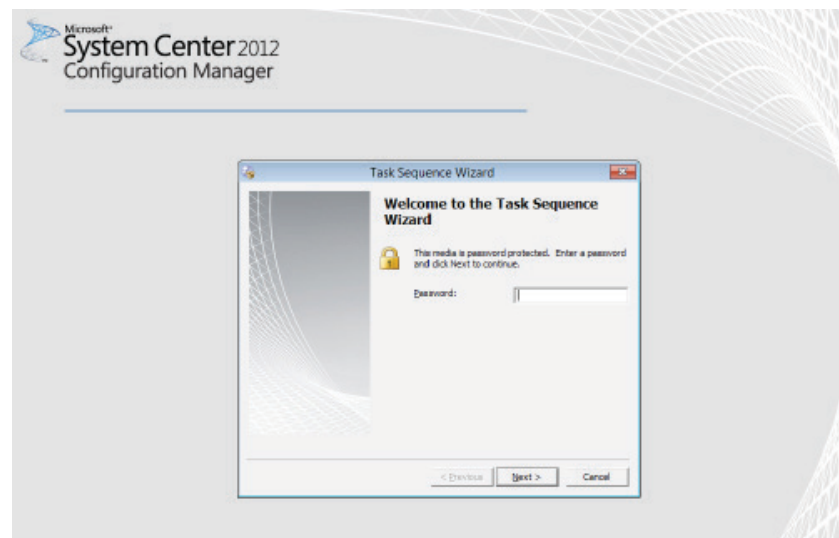 Microsoft®
System Center 2012
Configuration Manager
Task Sequence Wizard
Welcome to the Task Sequence
Wizard
This media is password protected. Enter a password
and click Next to continue.
Password:
< Previous
Next >
Cancel